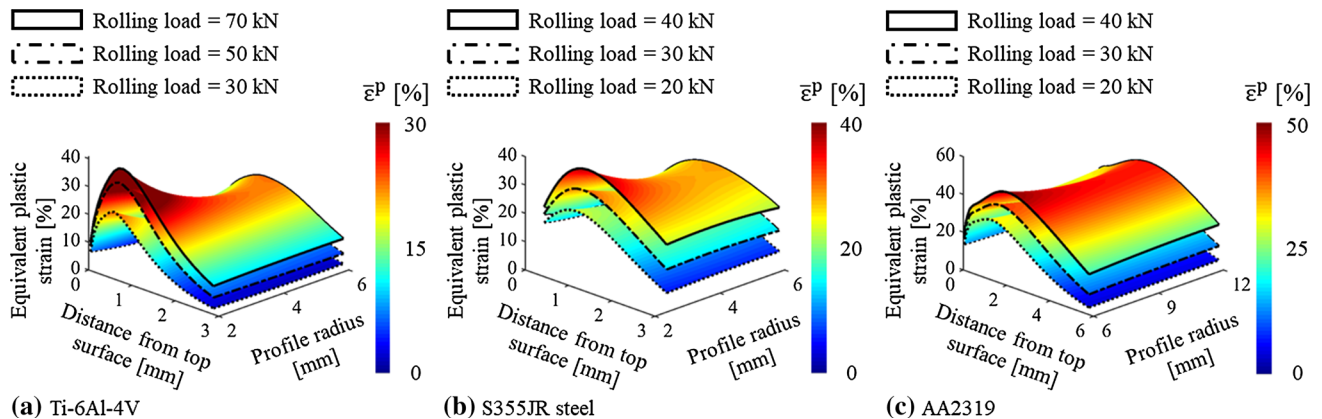 Rolling load = 70 kN
Rolling load = 50 kN
Rolling load = 30 kN
ε̅ᵖ [%]
30
15
0
Equivalent plastic
strain [%]
40
30
20
10
0
0
1
2
3
Distance from top
surface [mm]
2
4
6
Profile radius
[mm]
(a) Ti-6Al-4V
Rolling load = 40 kN
Rolling load = 30 kN
Rolling load = 20 kN
ε̅ᵖ [%]
40
20
0
Equivalent plastic
strain [%]
40
30
20
10
0
0
1
2
3
Distance from top
surface [mm]
2
4
6
Profile radius
[mm]
(b) S355JR steel
Rolling load = 40 kN
Rolling load = 30 kN
Rolling load = 20 kN
ε̅ᵖ [%]
50
25
0
Equivalent plastic
strain [%]
60
40
20
0
0
2
4
6
Distance from top
surface [mm]
6
9
12
Profile radius
[mm]
(c) AA2319